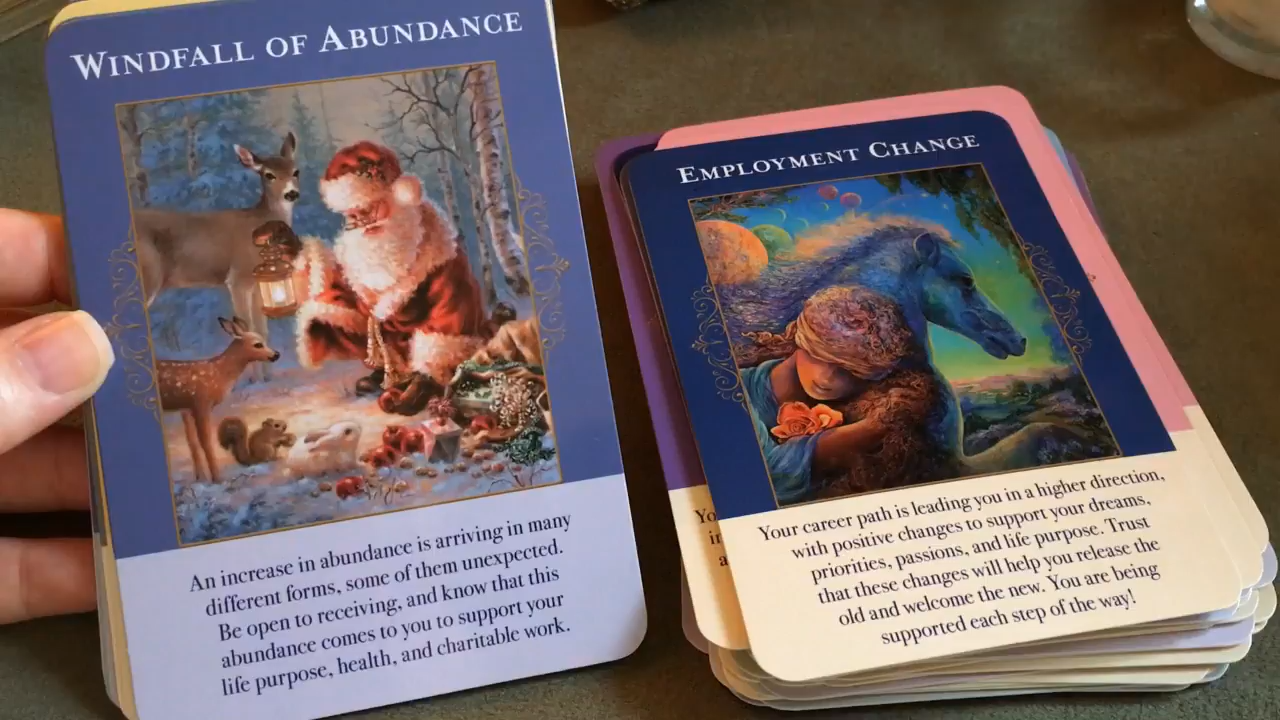 WINDFALL OF ABUNDANCE
An increase in abundance is arriving in many
different forms, some of them unexpected.
Be open to receiving, and know that this
abundance comes to you to support your
life purpose, health, and charitable work.
EMPLOYMENT CHANGE
Your career path is leading you in a higher direction,
with positive changes to support your dreams,
priorities, passions, and life purpose. Trust
that these changes will help you release the
old and welcome the new. You are being
supported each step of the way!